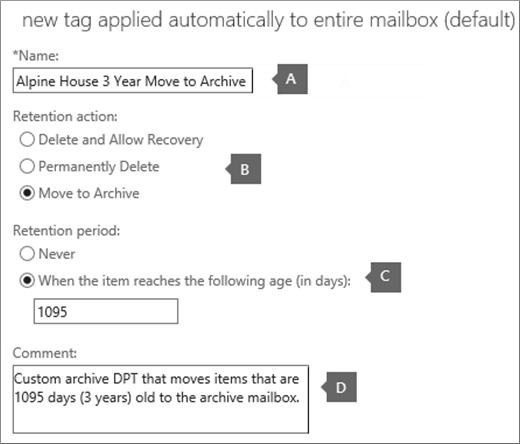 new tag applied automatically to entire mailbox (default)
*Name:
Alpine House 3 Year Move to Archive
A
Retention action:
Delete and Allow Recovery
Permanently Delete
B
Move to Archive
Retention period:
Never
When the item reaches the following age (in days):
C
1095
Comment:
Custom archive DPT that moves items that are
1095 days (3 years) old to the archive mailbox.
D